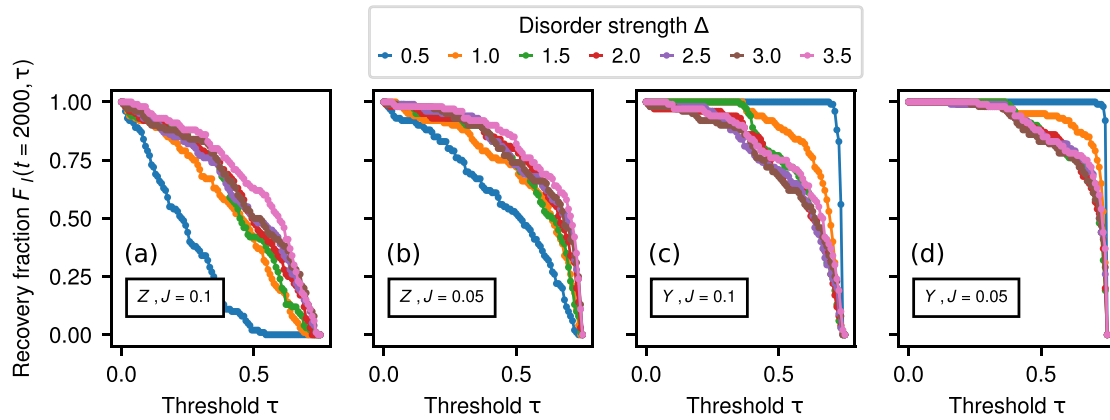 Disorder strength Δ
0.5 1.0 1.5 2.0 2.5 3.0 3.5
Recovery fraction F_l(t = 2000, τ)
1.00
0.75
0.50
0.25
0.00
(a) (b) (c) (d)
Z , J = 0.1 Z , J = 0.05 Y , J = 0.1 Y , J = 0.05
0.0 0.5 0.0 0.5 0.0 0.5 0.0 0.5
Threshold τ Threshold τ Threshold τ Threshold τ